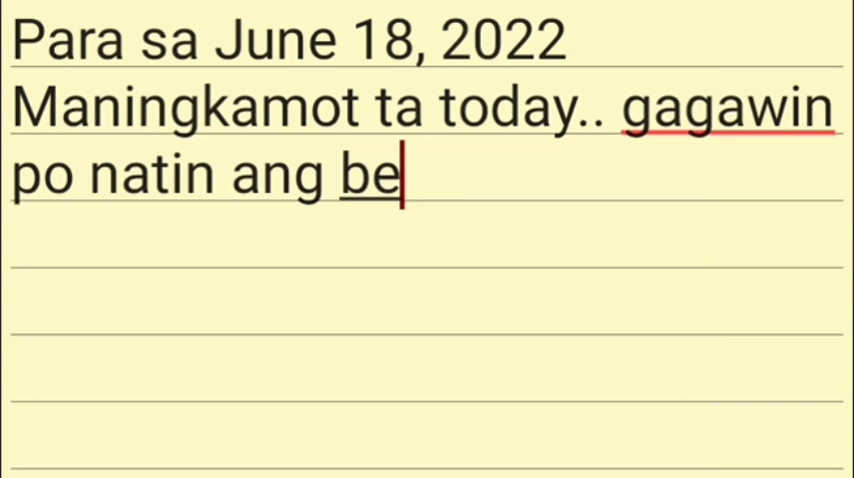 Para sa June 18, 2022
Maningkamot ta today.. gagawin
po natin ang be